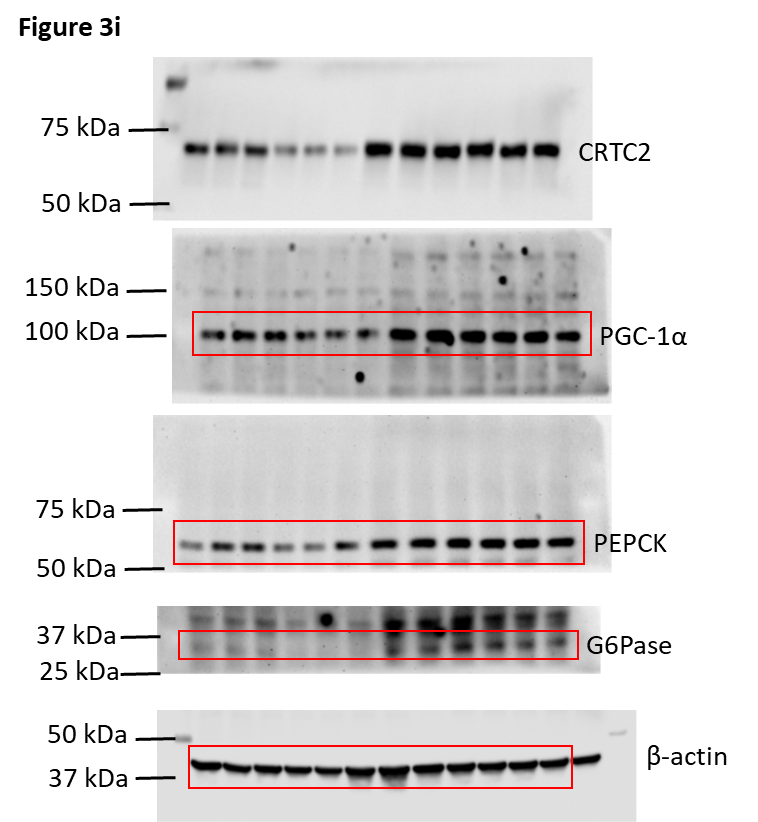 Figure 3i
75 kDa
CRTC2
50 kDa
150 kDa
100 kDa
PGC-1α
75 kDa
PEPCK
50 kDa
37 kDa
G6Pase
25 kDa
50 kDa
β-actin
37 kDa